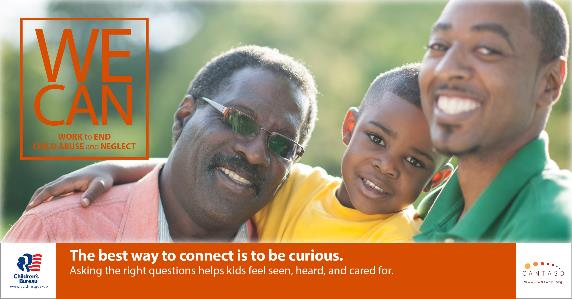 WE
CAN
WORK to END
CHILD ABUSE and NEGLECT
The best way to connect is to be curious.
Asking the right questions helps kids feel seen, heard, and cared for.
Children's
Bureau
CANTASD